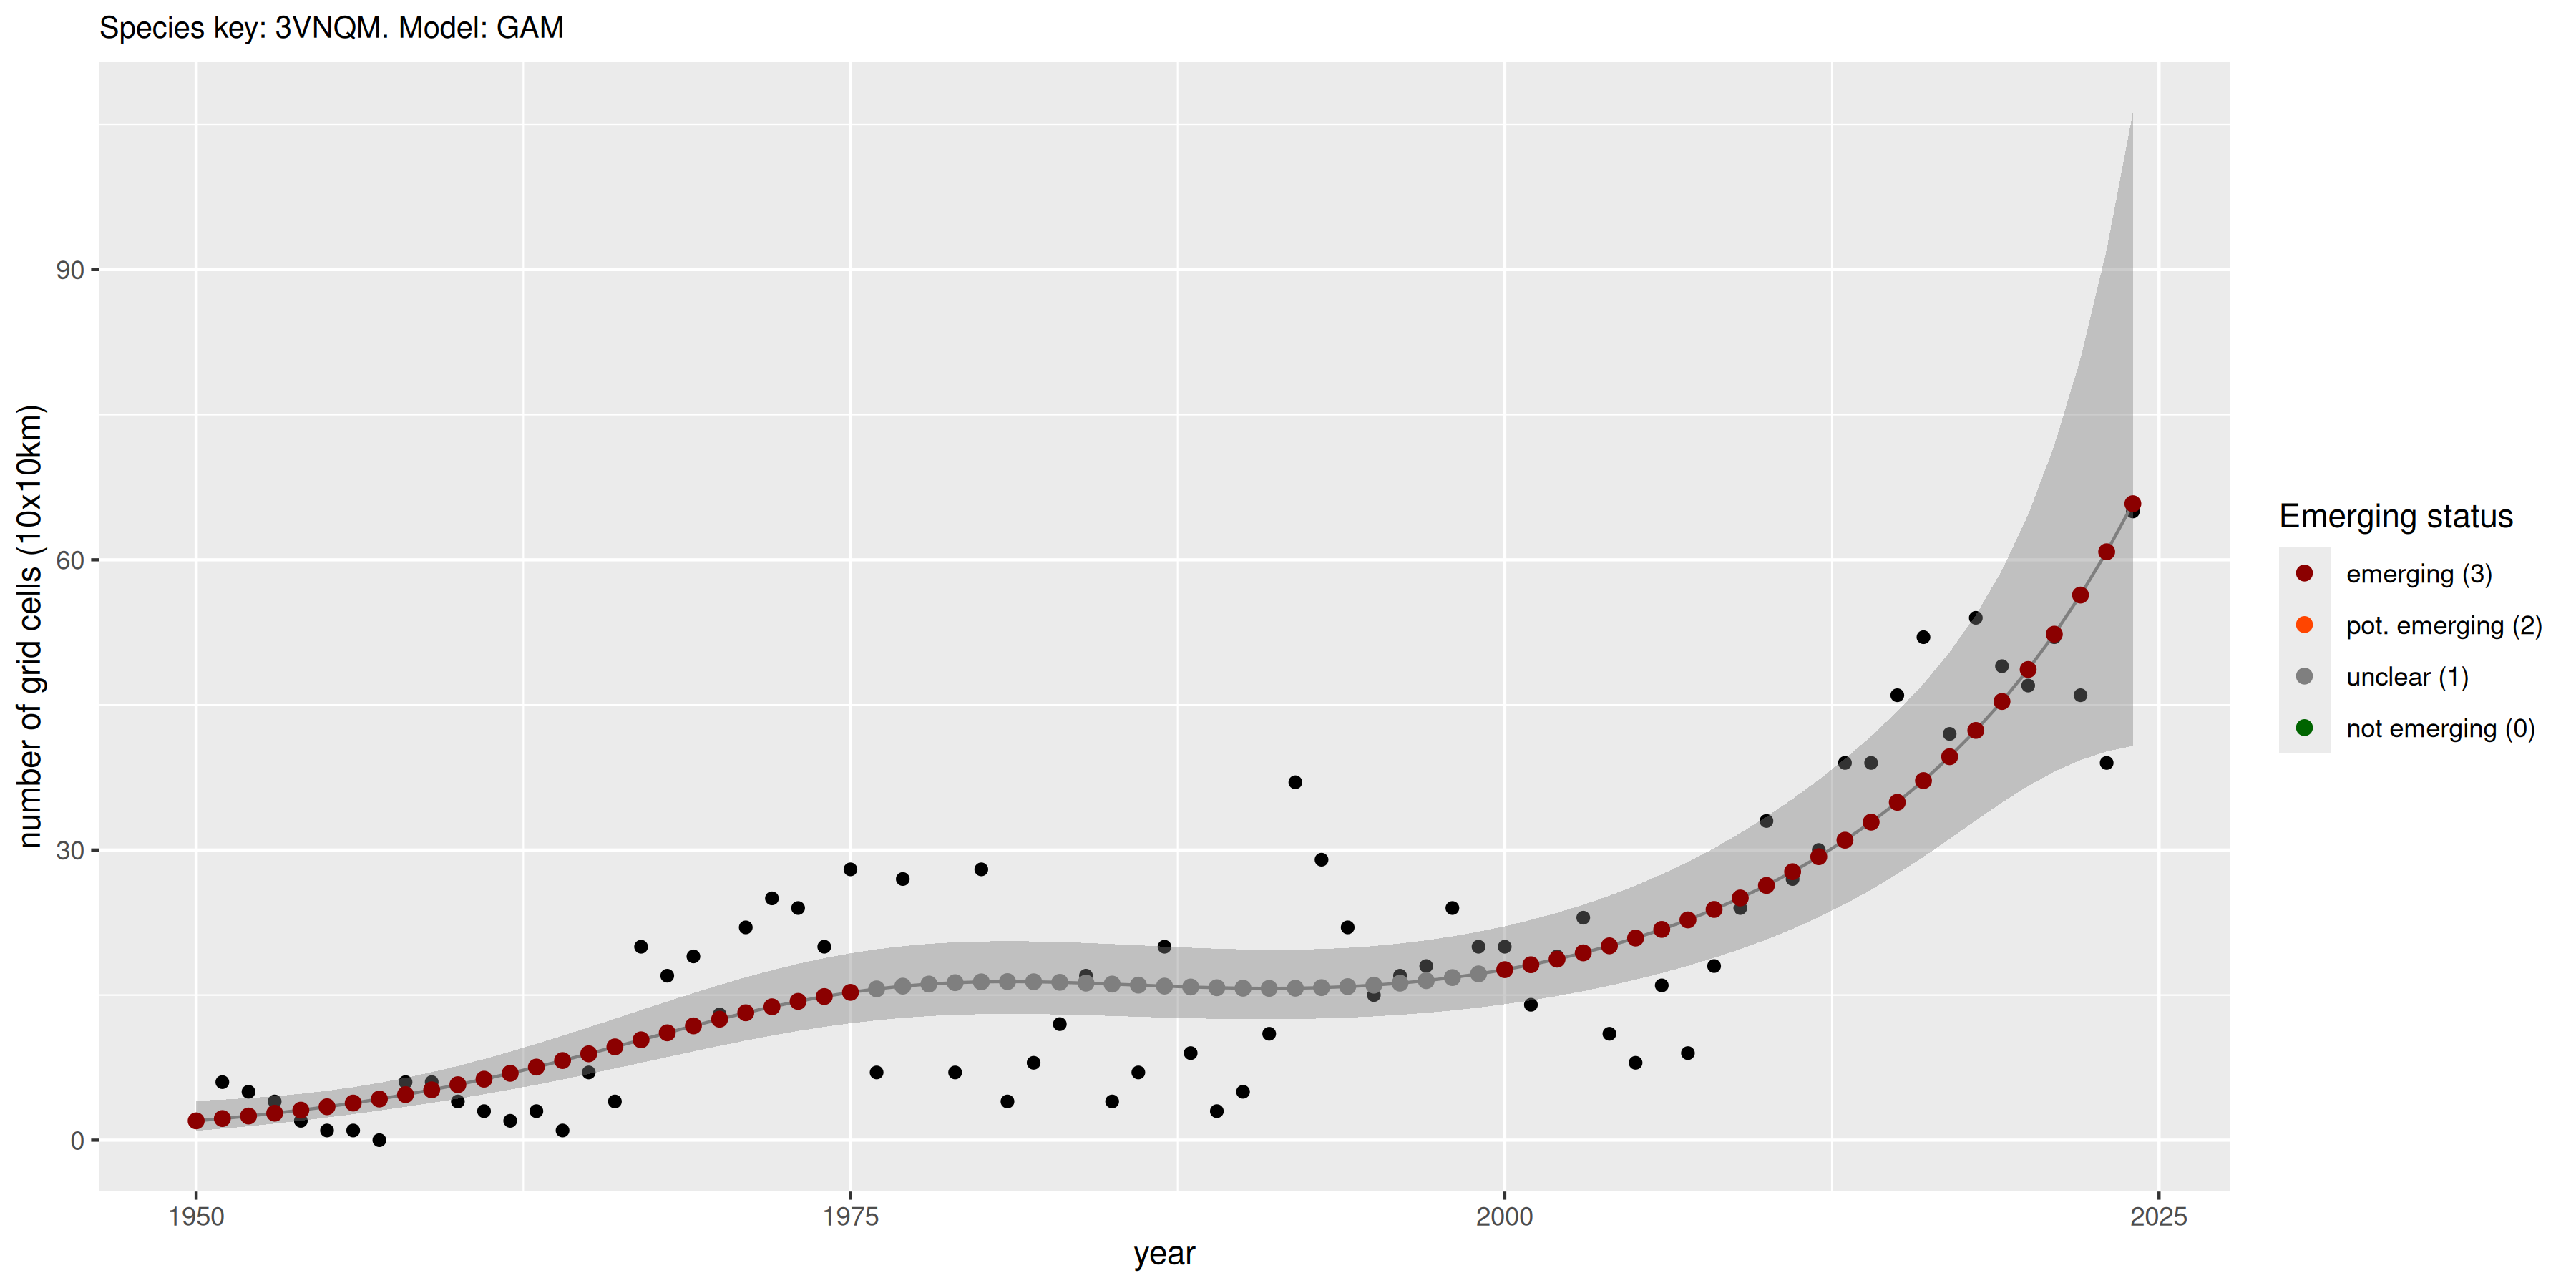 Species key: 3VNQM. Model: GAM
number of grid cells (10x10km)
90
60
30
0
1950
1975
2000
2025
year
Emerging status
emerging (3)
pot. emerging (2)
unclear (1)
not emerging (0)